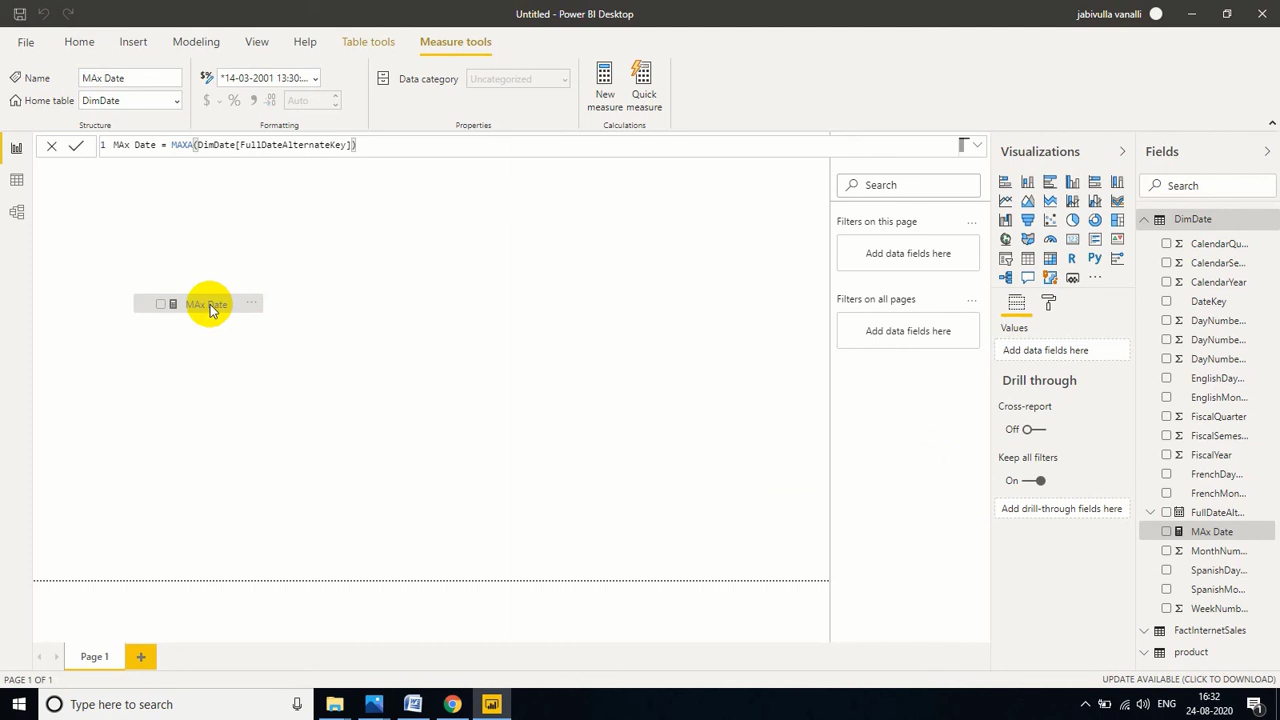 Untitled - Power BI Desktop
jabivulla vanalli
File Home Insert Modeling View Help Table tools Measure tools
Name MAx Date
Home table DimDate
Structure
*14-03-2001 13:30:...
$ % Auto
Formatting
Data category Uncategorized
Properties
New measure
Quick measure
Calculations
1 MAx Date = MAXA(DimDate[FullDateAlternateKey])
MAx Date ...
Search
Filters on this page ...
Add data fields here
Filters on all pages ...
Add data fields here
Visualizations
R Py
...
Values
Add data fields here
Drill through
Cross-report
Off
Keep all filters
On
Add drill-through fields here
Fields
Search
DimDate
CalendarQu...
CalendarSe...
CalendarYear
DateKey
DayNumbe...
DayNumbe...
DayNumbe...
EnglishDay...
EnglishMon...
FiscalQuarter
FiscalSemes...
FiscalYear
FrenchDay...
FrenchMon...
FullDateAlt...
MAx Date
MonthNum...
SpanishDay...
SpanishMo...
WeekNumb...
FactInternetSales
product
Page 1
PAGE 1 OF 1
UPDATE AVAILABLE (CLICK TO DOWNLOAD)
Type here to search
ENG
16:32
24-08-2020